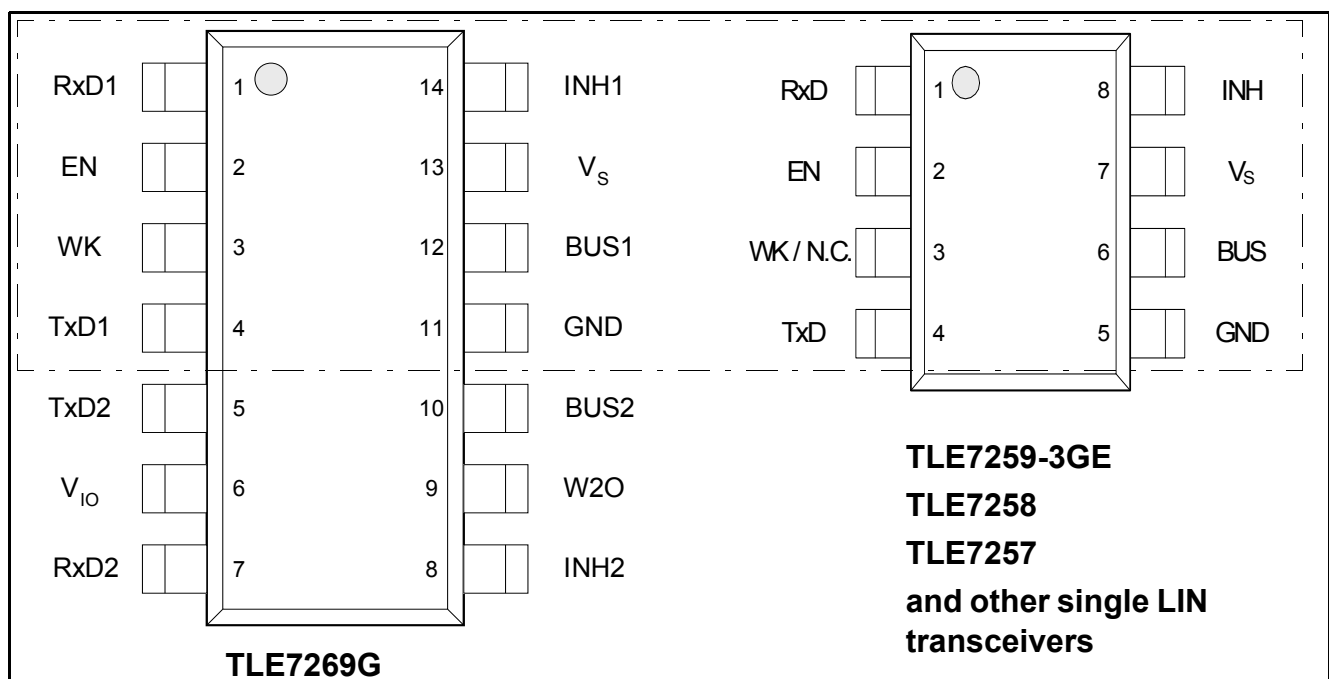 RxD1 1 14 INH1
EN 2 13 VS
WK 3 12 BUS1
TxD1 4 11 GND
TxD2 5 10 BUS2
VIO 6 9 W2O
RxD2 7 8 INH2
TLE7269G
RxD 1 8 INH
EN 2 7 VS
WK / N.C. 3 6 BUS
TxD 4 5 GND
TLE7259-3GE
TLE7258
TLE7257
and other single LIN
transceivers